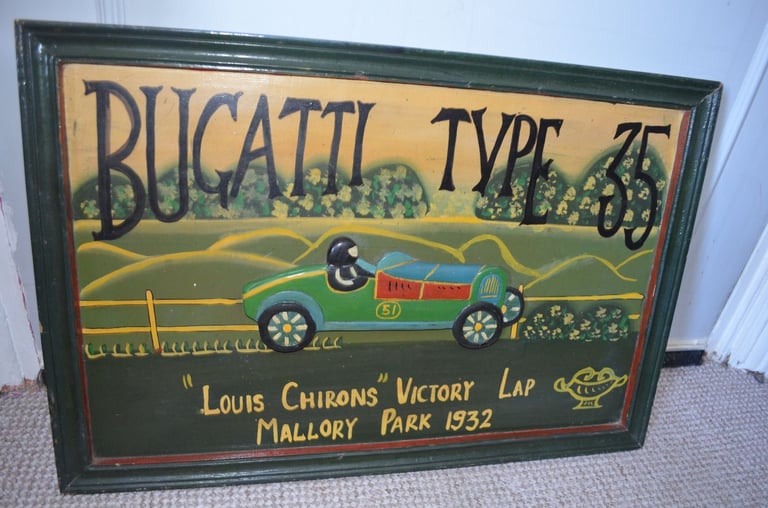 BUGATTI TYPE 35
51
"LOUIS CHIRONS" VICTORY LAP
MALLORY PARK 1932